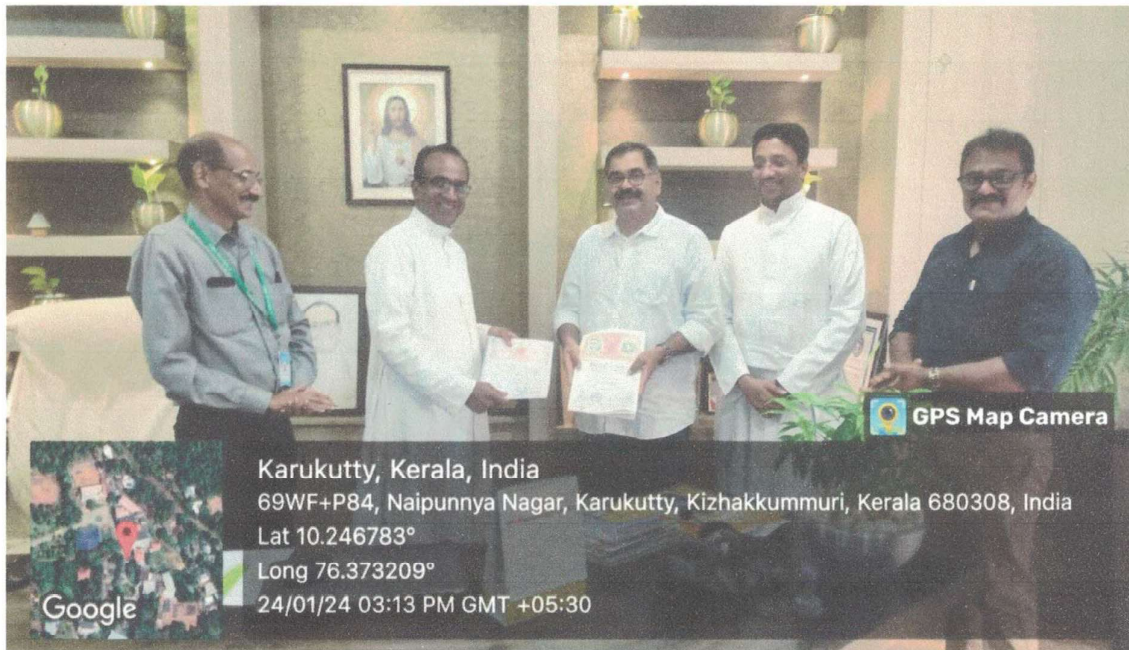 GPS Map Camera
Karukutty, Kerala, India
69WF+P84, Naipunnya Nagar, Karukutty, Kizhakkummuri, Kerala 680308, India
Lat 10.246783°
Long 76.373209°
24/01/24 03:13 PM GMT +05:30
Google